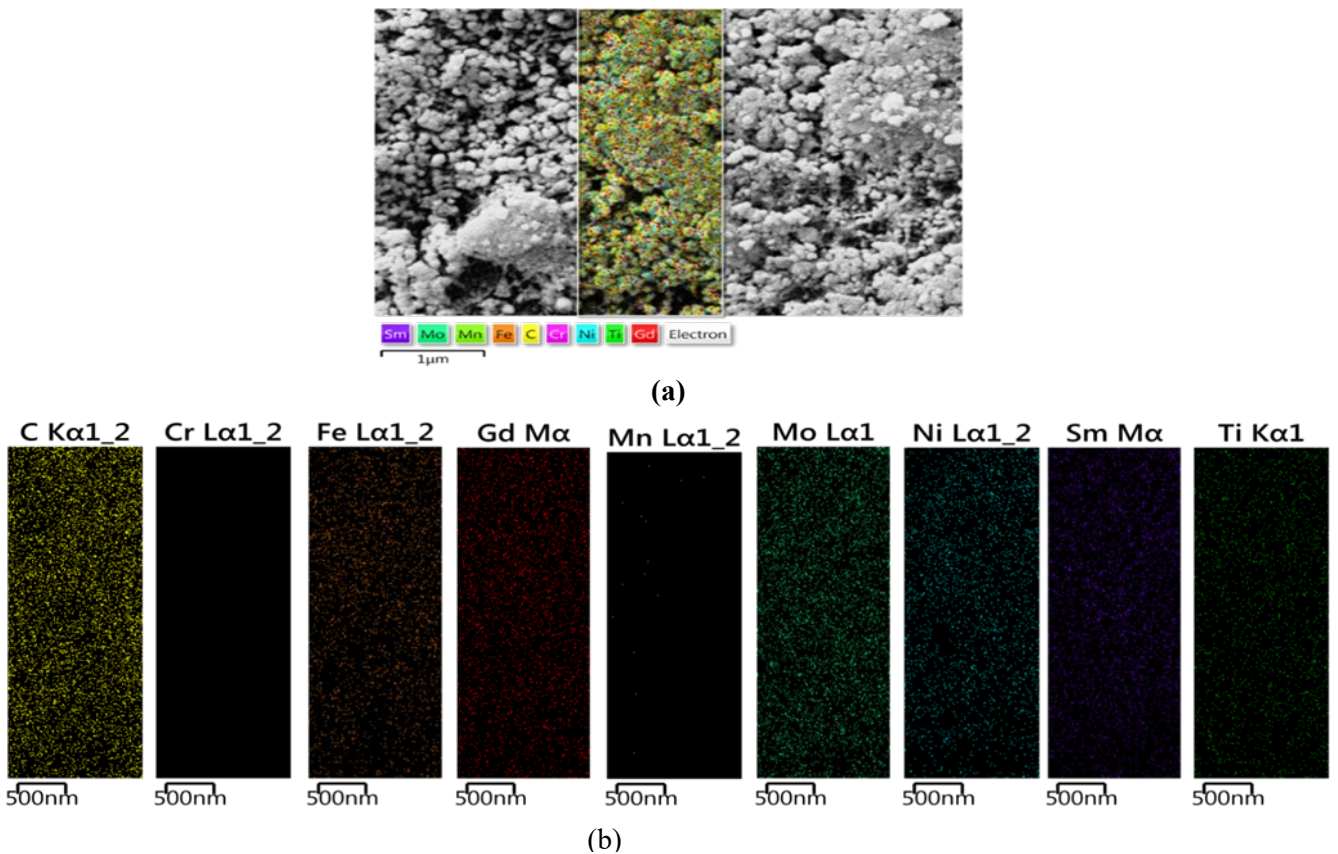 Sm Mo Mn Fe C Cr Ni Ti Gd Electron
1μm
(a)
C Kα1_2 Cr Lα1_2 Fe Lα1_2 Gd Mα Mn Lα1_2 Mo Lα1 Ni Lα1_2 Sm Mα Ti Kα1
500nm 500nm 500nm 500nm 500nm 500nm 500nm 500nm 500nm
(b)